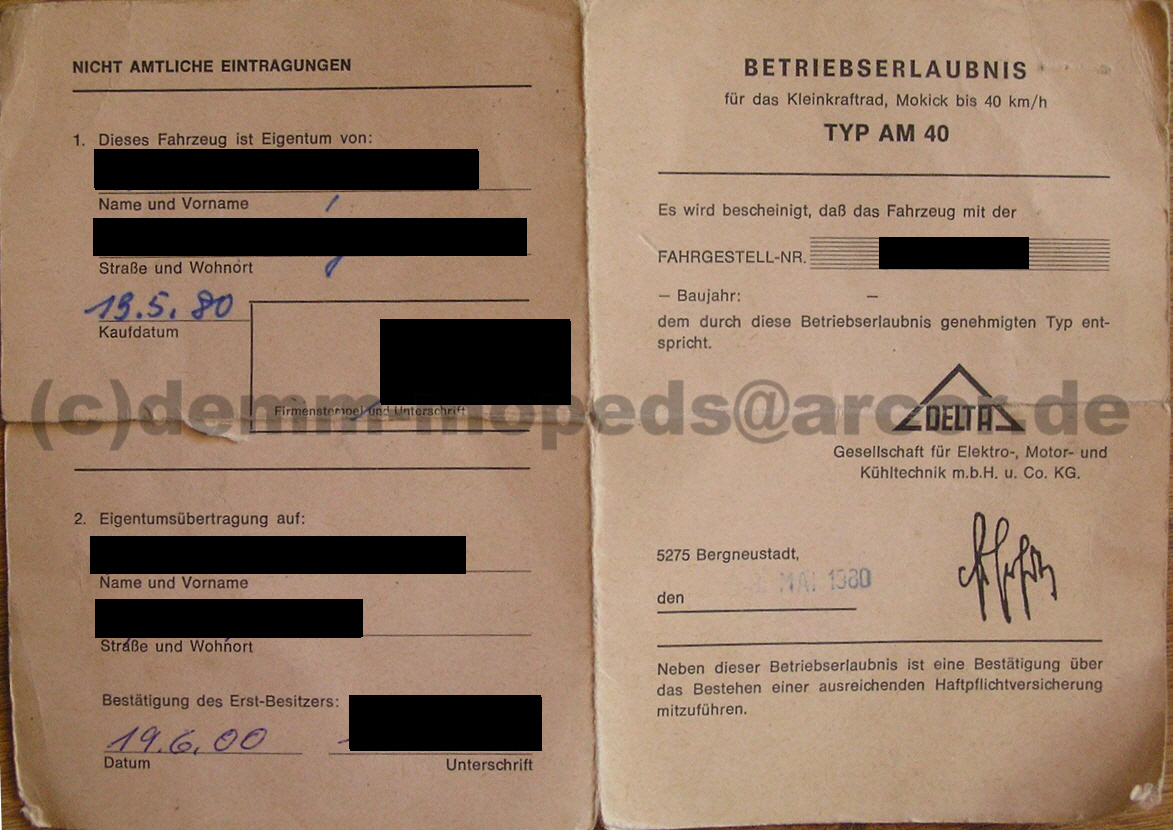 NICHT AMTLICHE EINTRAGUNGEN
1. Dieses Fahrzeug ist Eigentum von:
Name und Vorname
Straße und Wohnort
19.5.80
Kaufdatum
Firmenstempel und Unterschrift
2. Eigentumsübertragung auf:
Name und Vorname
Straße und Wohnort
Bestätigung des Erst-Besitzers:
19.6.00
Datum Unterschrift
BETRIEBSERLAUBNIS
für das Kleinkraftrad, Mokick bis 40 km/h
TYP AM 40
Es wird bescheinigt, daß das Fahrzeug mit der
FAHRGESTELL-NR.
– Baujahr: –
dem durch diese Betriebserlaubnis genehmigten Typ ent-
spricht.
(c)demm-mopeds@arcor.de
DELTA
Gesellschaft für Elektro-, Motor- und
Kühltechnik m.b.H. u. Co. KG.
5275 Bergneustadt,
den MAI 1980
Neben dieser Betriebserlaubnis ist eine Bestätigung über
das Bestehen einer ausreichenden Haftpflichtversicherung
mitzuführen.